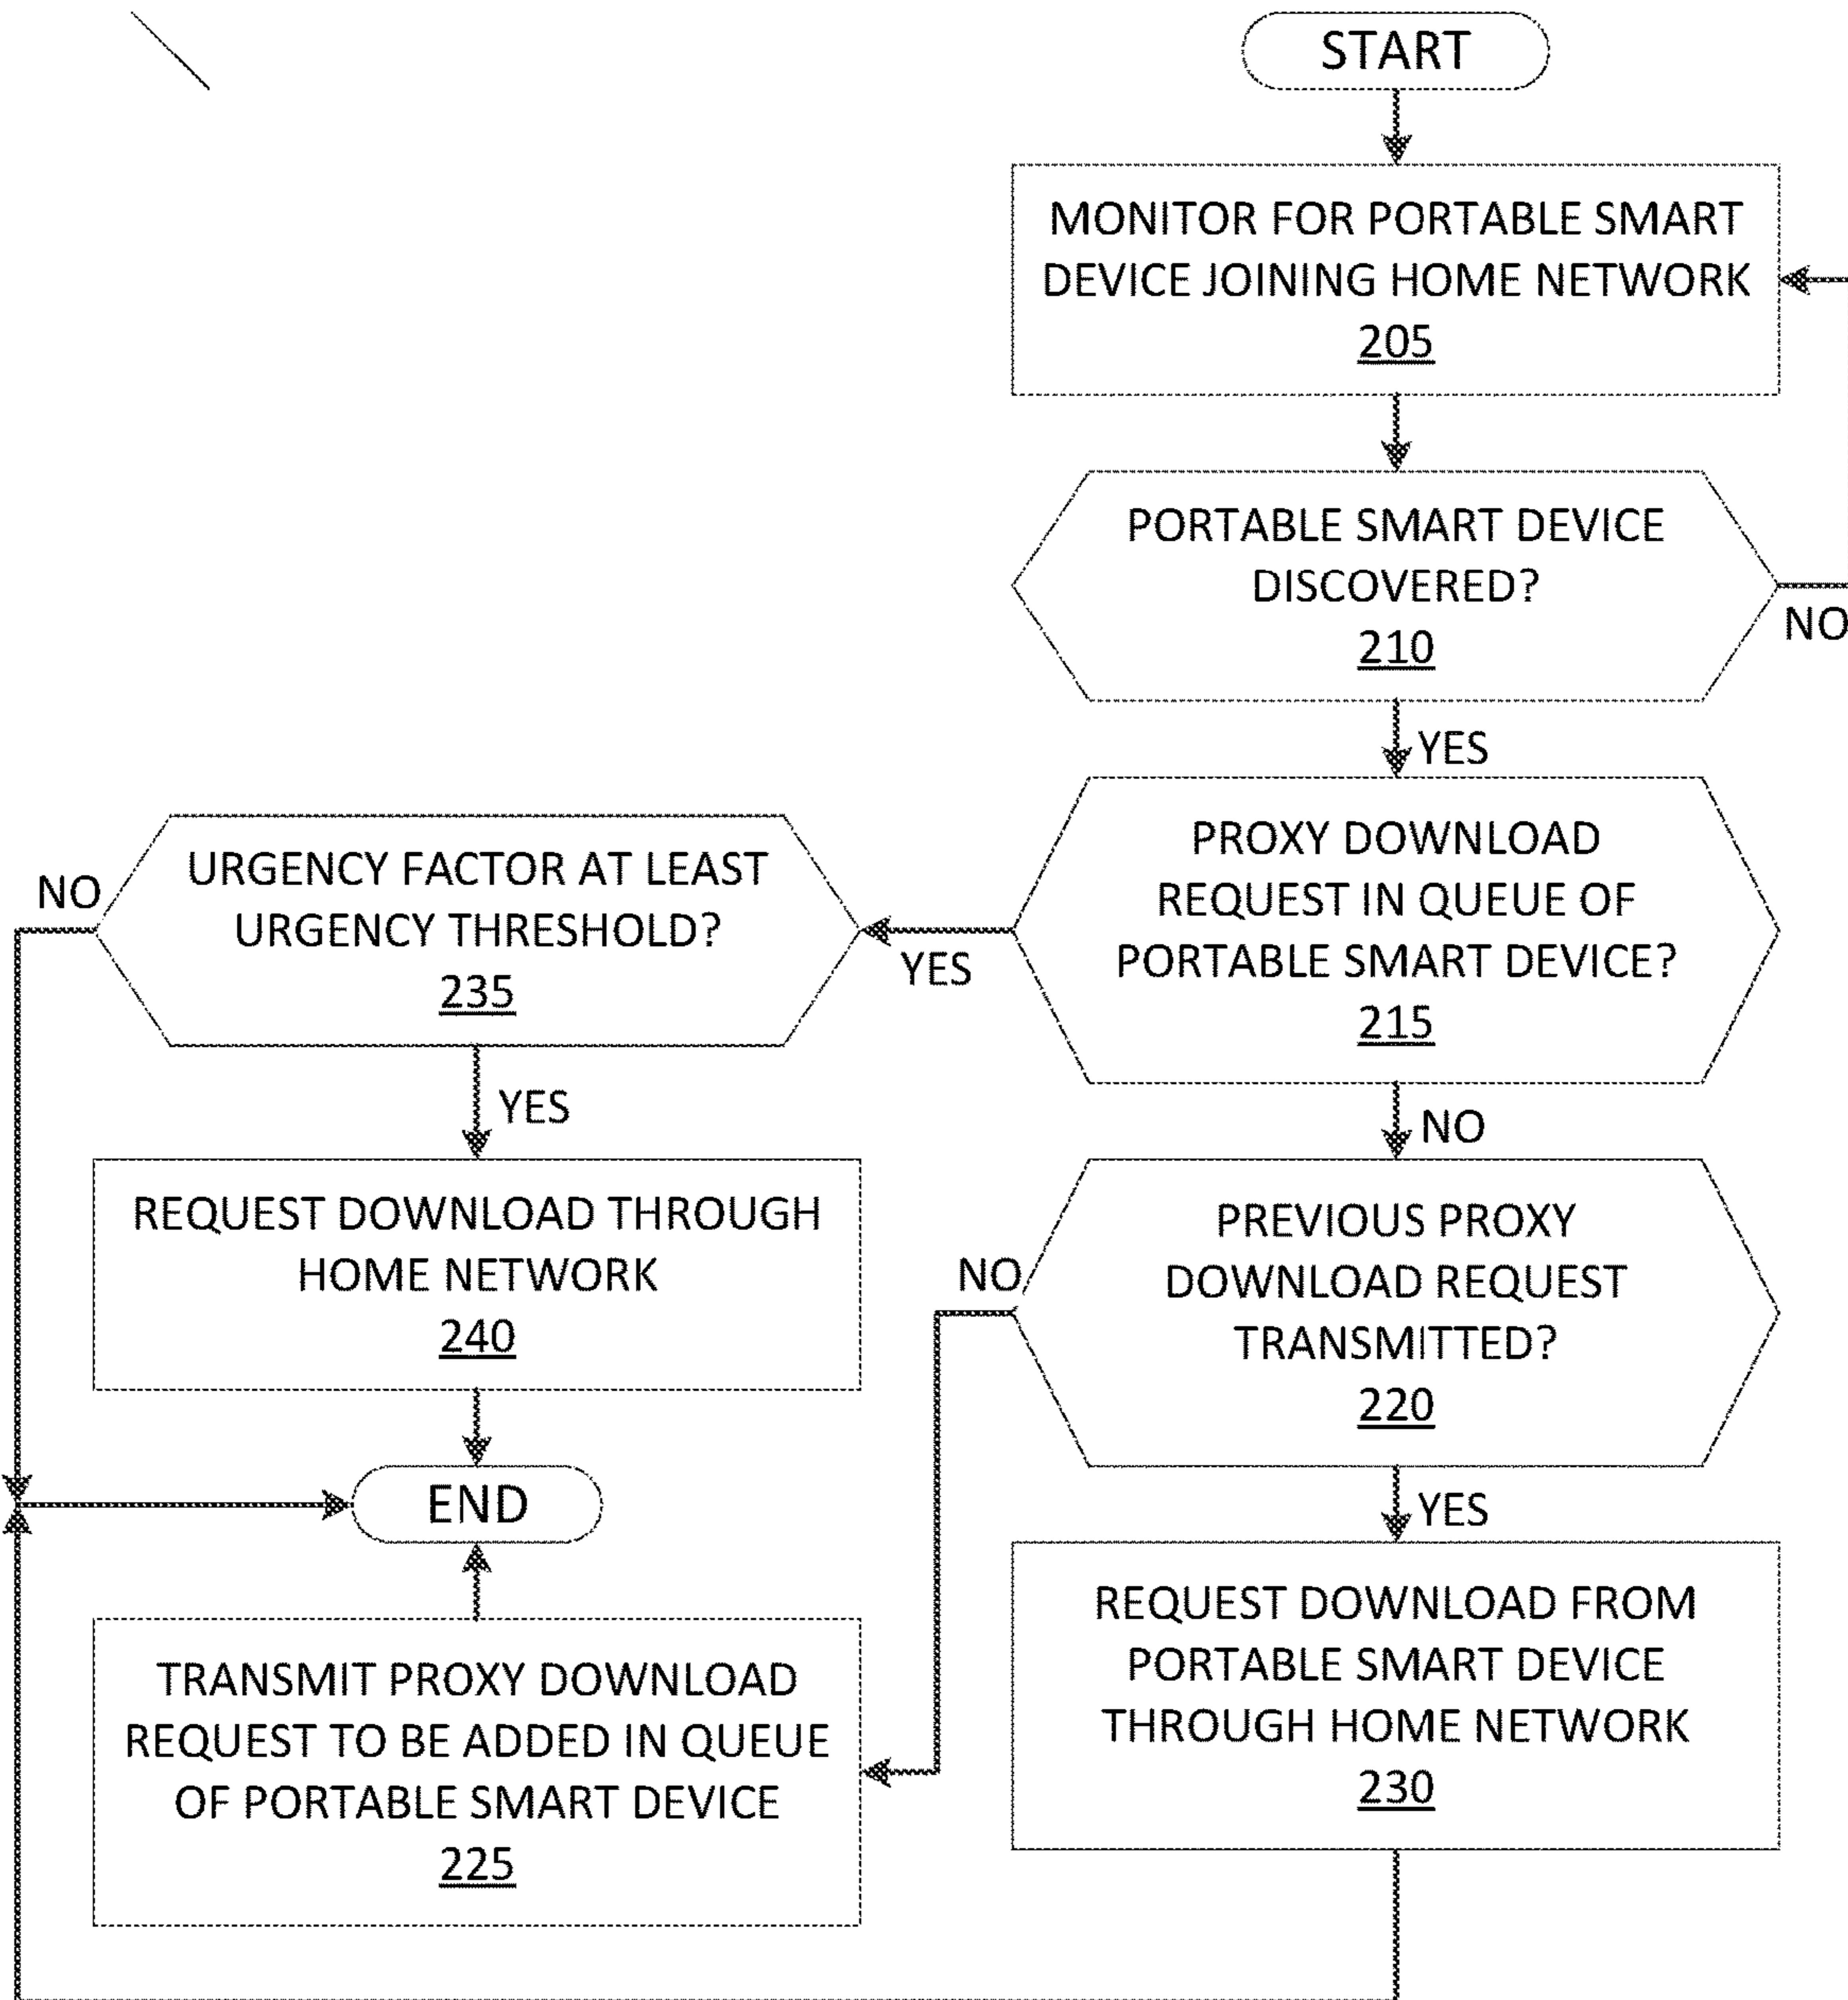 START
MONITOR FOR PORTABLE SMART
DEVICE JOINING HOME NETWORK
205
PORTABLE SMART DEVICE
DISCOVERED?
210
NO
YES
PROXY DOWNLOAD
REQUEST IN QUEUE OF
PORTABLE SMART DEVICE?
215
YES
URGENCY FACTOR AT LEAST
URGENCY THRESHOLD?
235
NO
YES
REQUEST DOWNLOAD THROUGH
HOME NETWORK
240
NO
PREVIOUS PROXY
DOWNLOAD REQUEST
TRANSMITTED?
220
NO
YES
END
TRANSMIT PROXY DOWNLOAD
REQUEST TO BE ADDED IN QUEUE
OF PORTABLE SMART DEVICE
225
REQUEST DOWNLOAD FROM
PORTABLE SMART DEVICE
THROUGH HOME NETWORK
230